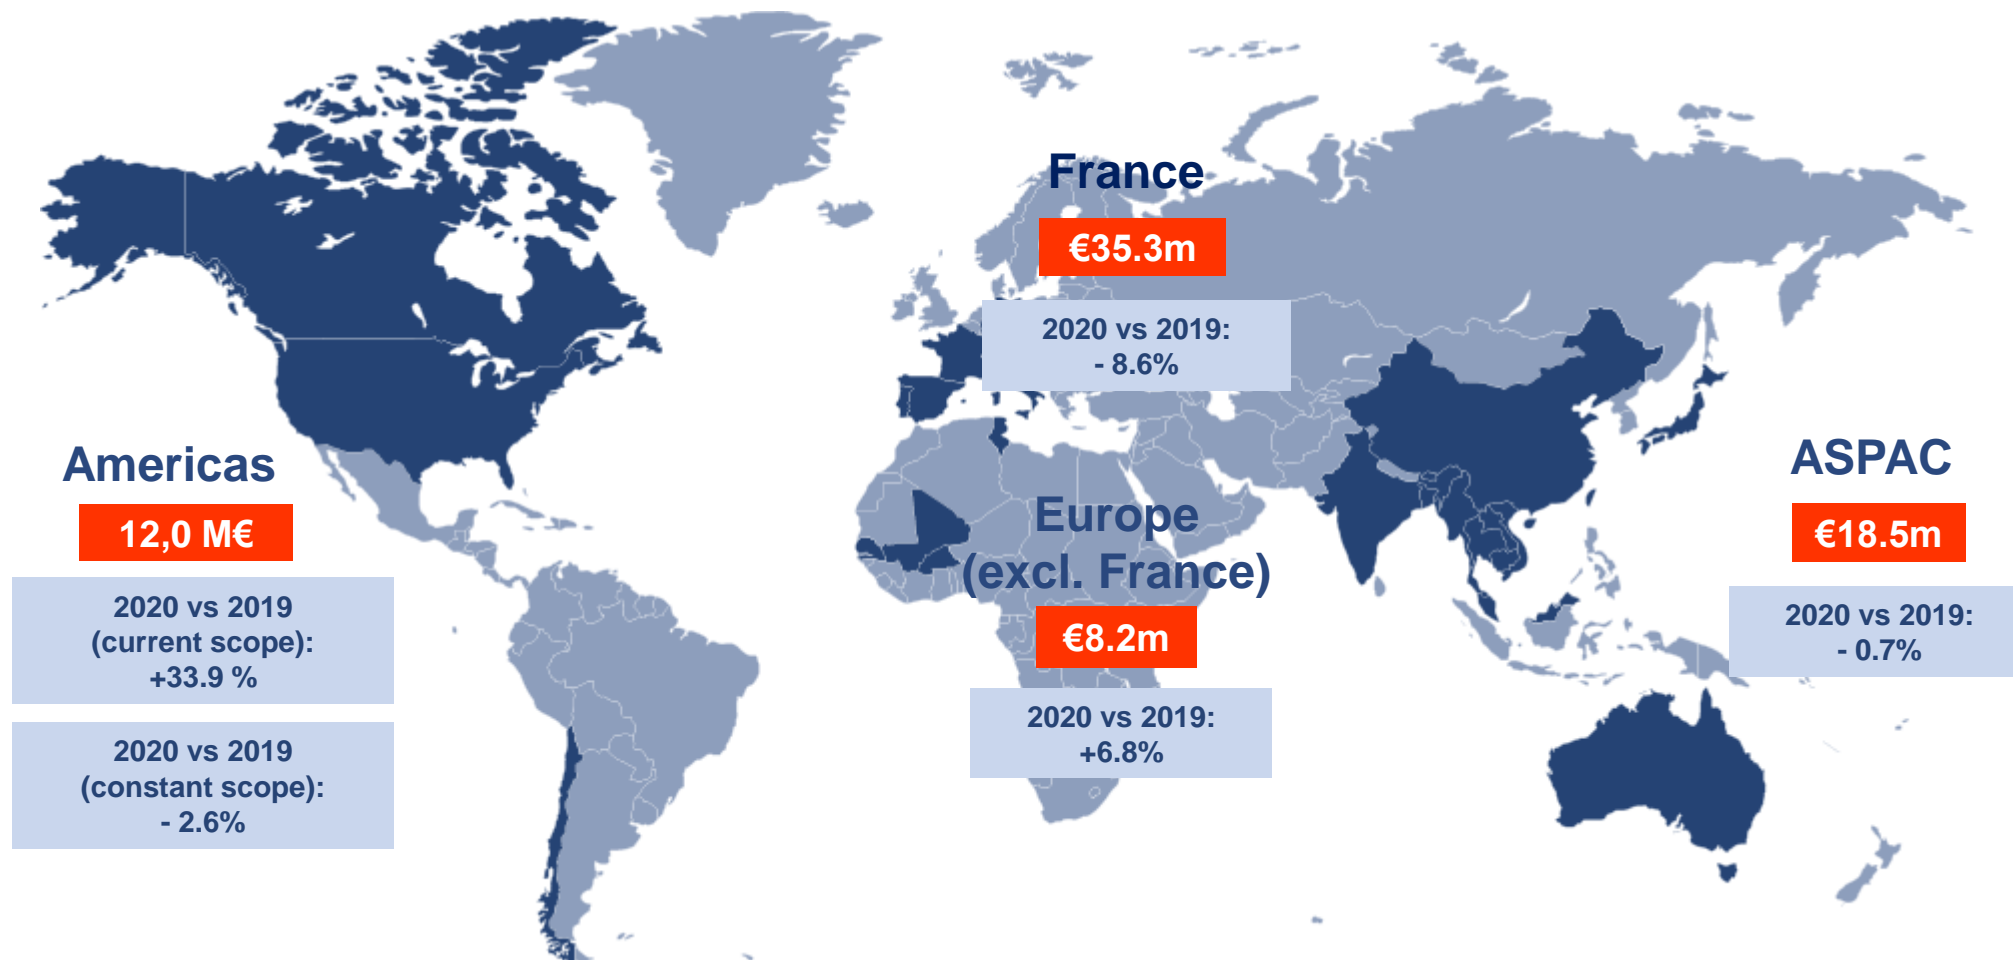 France
€35.3m
2020 vs 2019:
- 8.6%
Americas
12,0 M€
2020 vs 2019
(current scope):
+33.9 %
2020 vs 2019
(constant scope):
- 2.6%
Europe
(excl. France)
€8.2m
2020 vs 2019:
+6.8%
ASPAC
€18.5m
2020 vs 2019:
- 0.7%